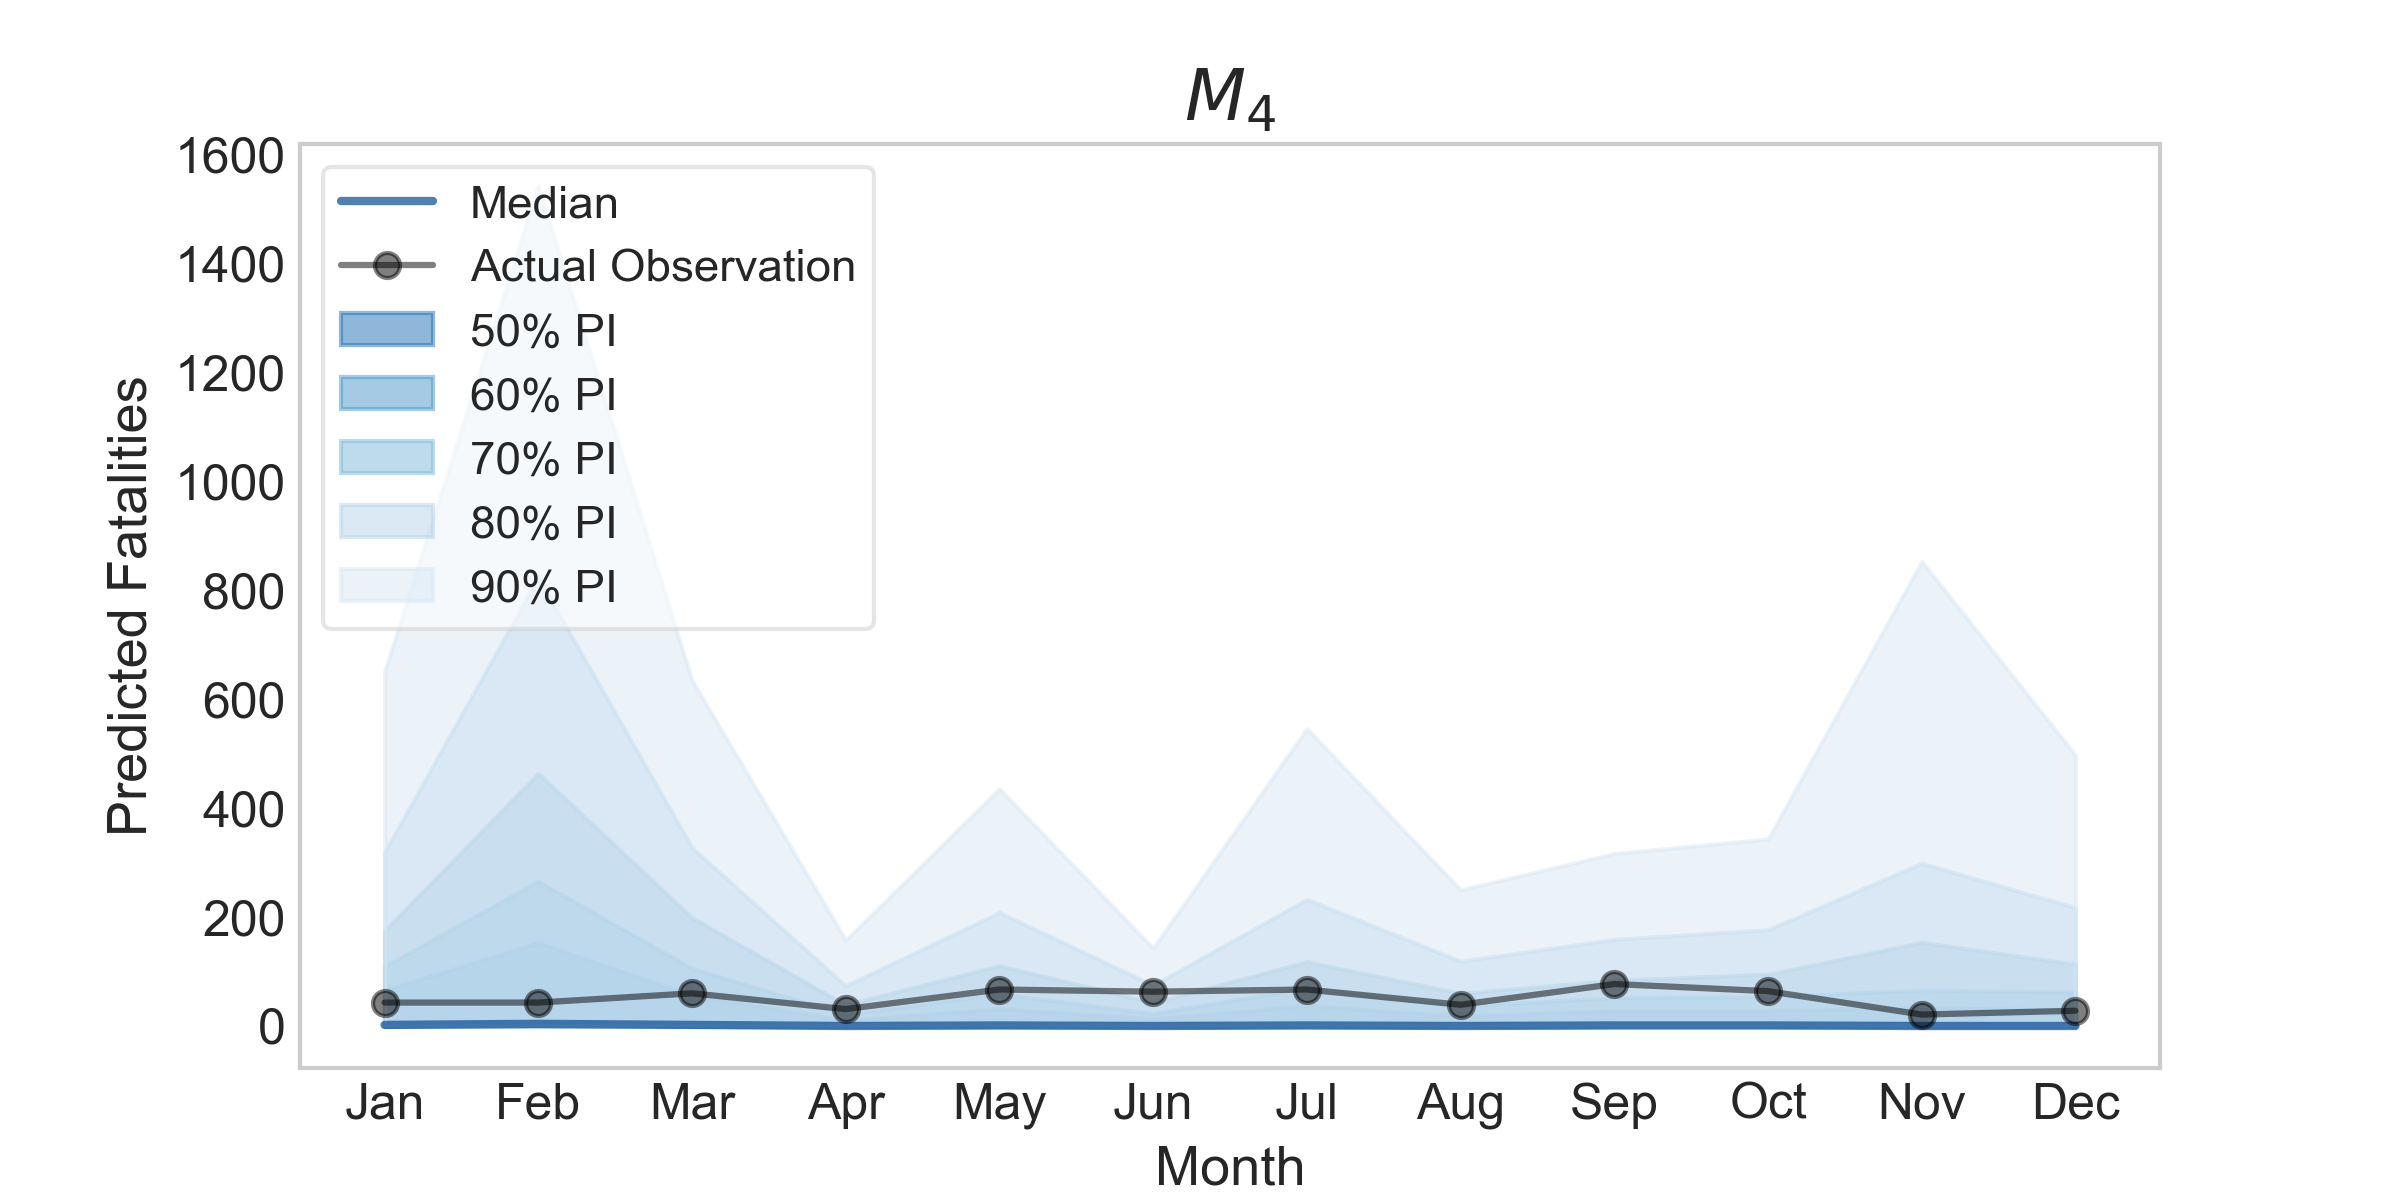 M4
1600
1400
1200
1000
800
600
400
200
0
Predicted Fatalities
Median
Actual Observation
50% PI
60% PI
70% PI
80% PI
90% PI
Jan Feb Mar Apr May Jun Jul Aug Sep Oct Nov Dec
Month